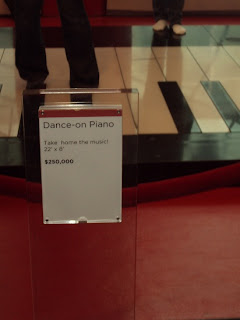 Dance-on Piano
Take home the music!
22' x 8'
$250,000